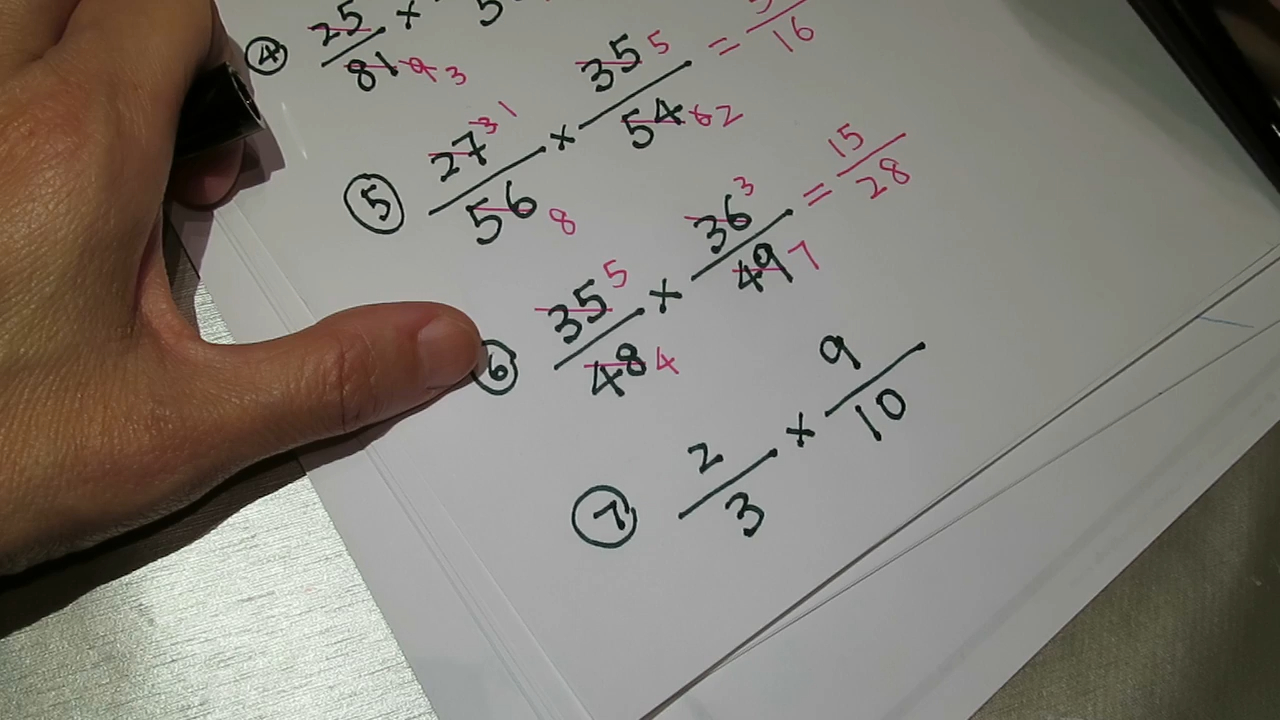 ④ 25/81 9 3 × 5
⑤ 27 3 1/56 8 × 35 5/54 6 2 = 5/16
⑥ 35 5/48 4 × 36 3/49 7 = 15/28
⑦ 2/3 × 9/10